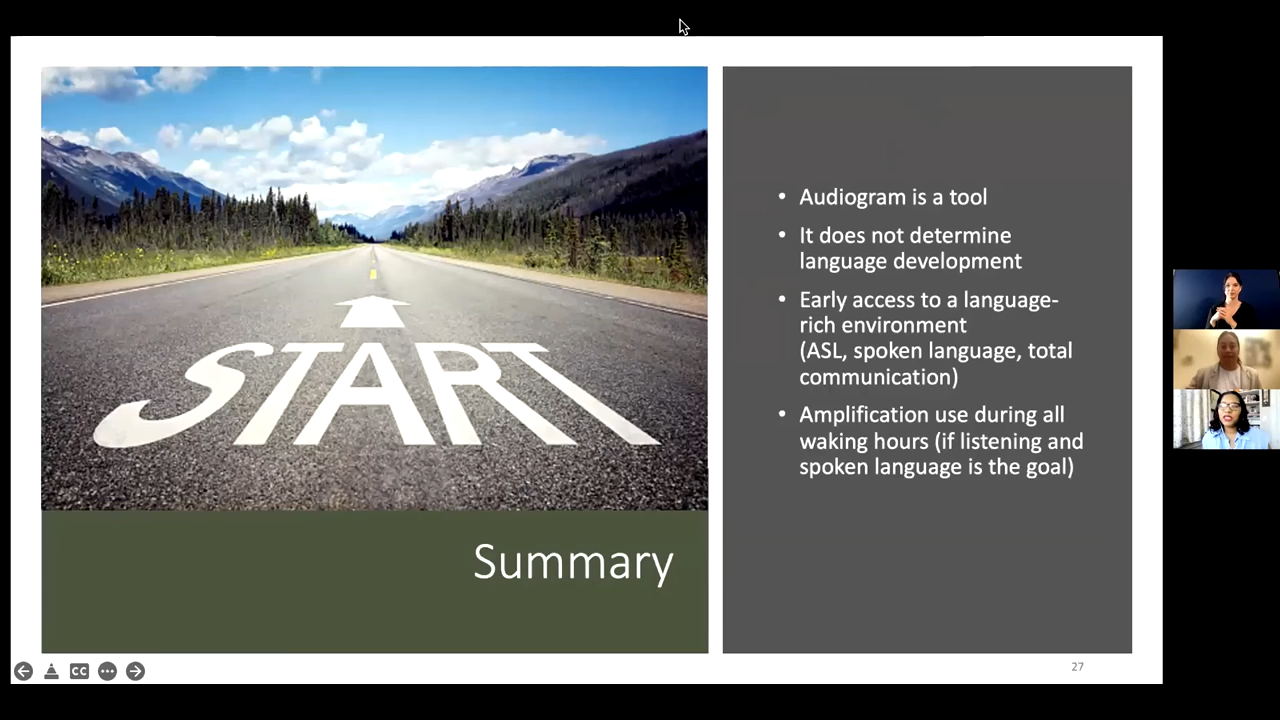 START
Summary
• Audiogram is a tool
• It does not determine
language development
• Early access to a language-
rich environment
(ASL, spoken language, total
communication)
• Amplification use during all
waking hours (if listening and
spoken language is the goal)
CC
27